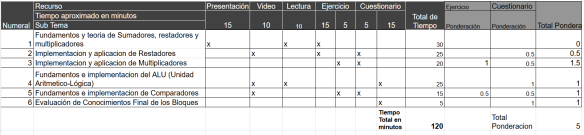 Recurso Presentación Video Lectura Ejercicio Cuestionario Ejercicio Cuestionario
Tiempo aproximado en minutos
Numeral Sub Tema 15 10 10 15 5 5 15 Total de Tiempo Ponderación Ponderación Total Pondera
1 Fundamentos y teoria de Sumadores, restadores y multiplicadores x x x 30 0
2 Implementacion y aplicacion de Restadores x x x 25 0.5 0.5
3 Implementacion y aplicacion de Multiplicadores x x 20 1 0.5 1.5
4 Fundamentos e implementacion del ALU (Unidad Aritmetico-Lógica) x x x 25 1 1
5 Fundamentos e implementacion de Comparadores x x x 15 0.5 0.5 1
6 Evaluación de Conocimientos Final de los Bloques x 5 1 1
Tiempo Total en minutos 120 Total Ponderacion 5